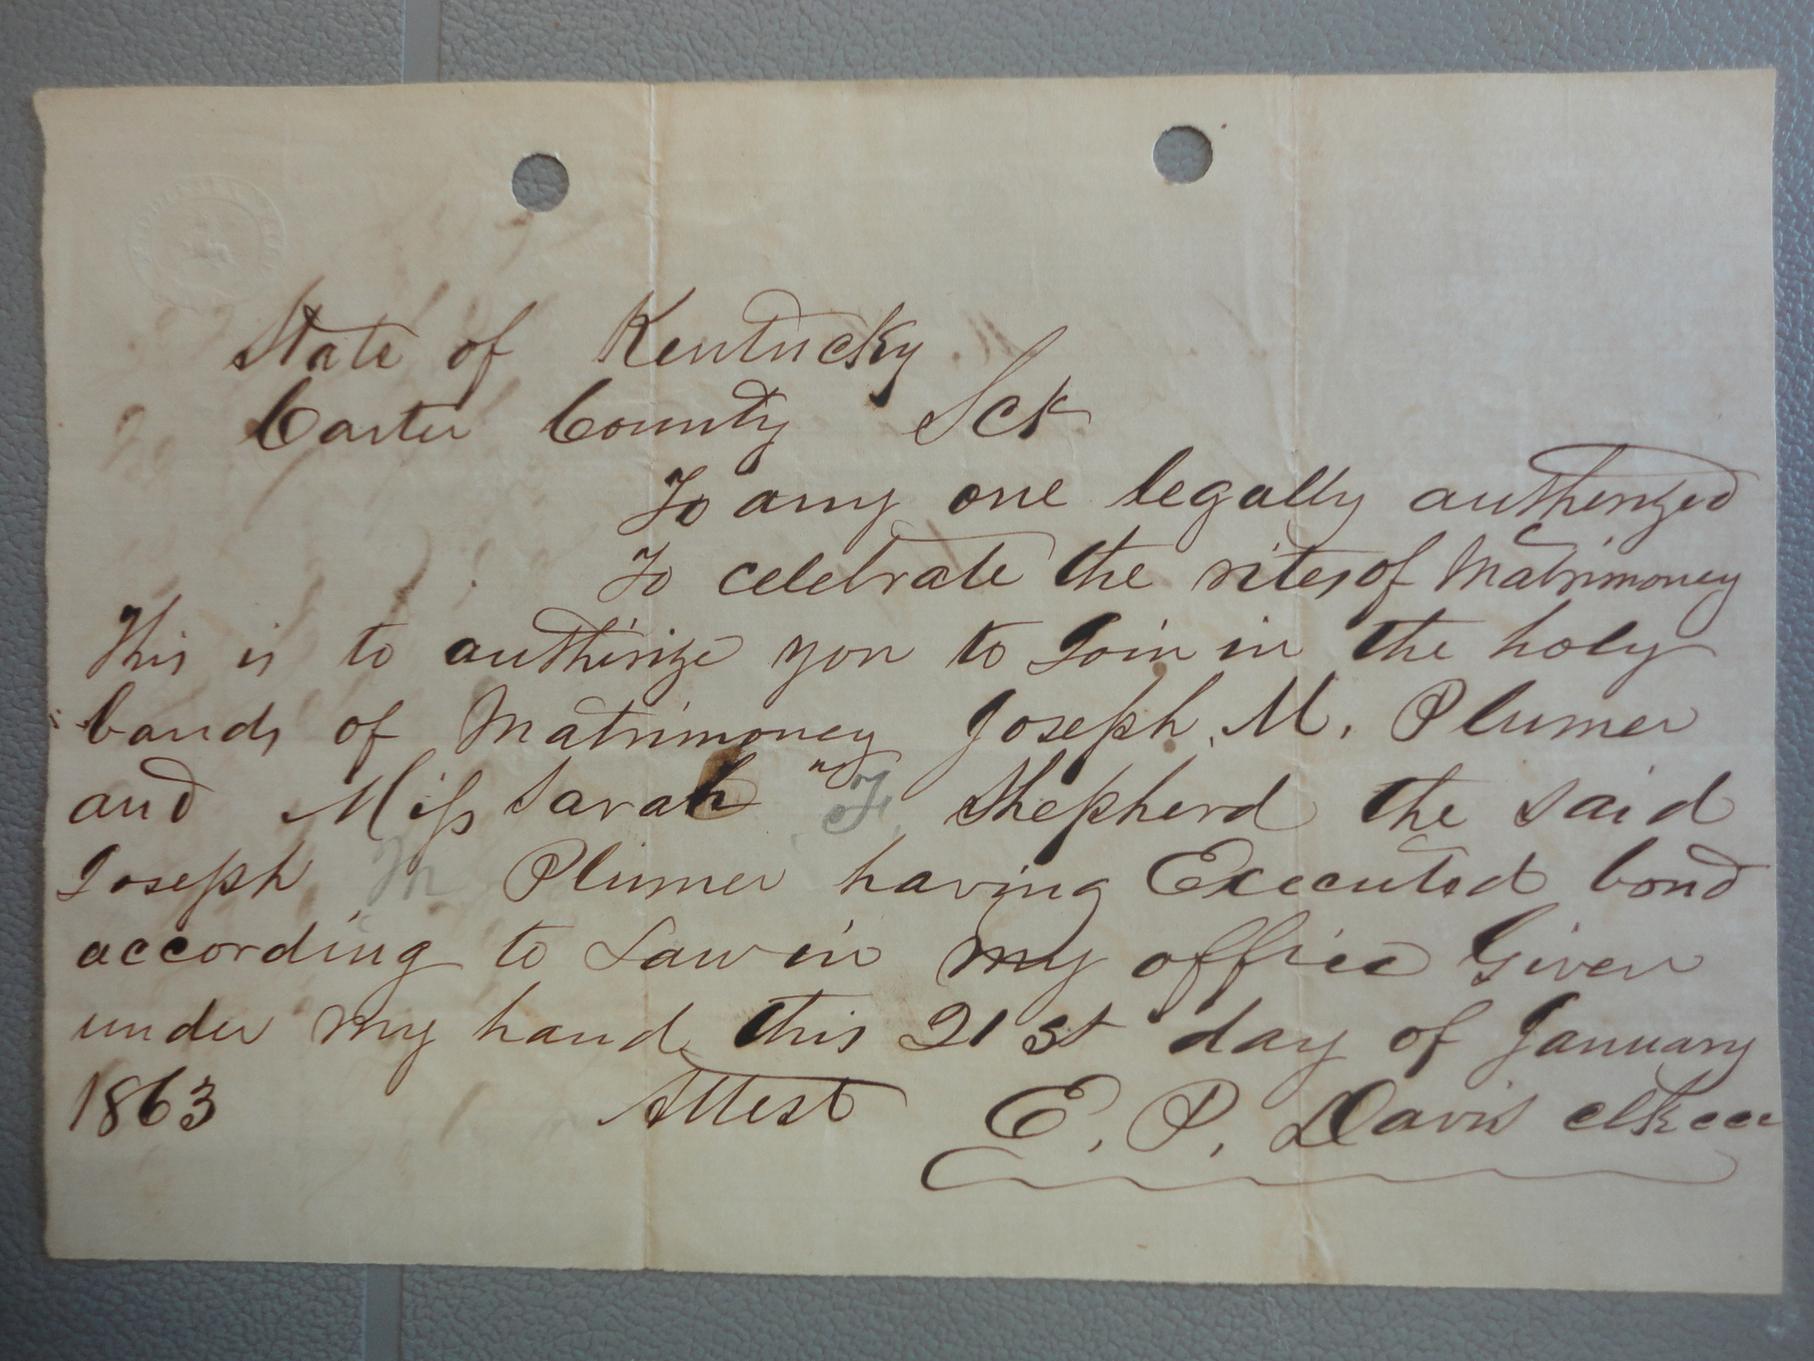 State of Kentucky
Carter County Sct
To any one legally authorized
To celebrate the rites of Matrimoney
This is to authirize you to Join in the holy
bands of Matrimoney Joseph. M. Plumer
and Miss Sarah F. Shepherd the said
Joseph M Plumer having Executed bond
according to Law in my office Given
under my hand this 21st day of January
1863 Attest E. P. Davis clk ccc